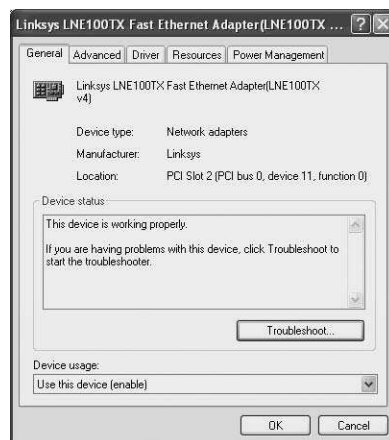 Linksys LNE100TX Fast Ethernet Adapter(LNE100TX ...
General Advanced Driver Resources Power Management
Linksys LNE100TX Fast Ethernet Adapter(LNE100TX
v4)
Device type: Network adapters
Manufacturer: Linksys
Location: PCI Slot 2 (PCI bus 0, device 11, function 0)
Device status
This device is working properly.
If you are having problems with this device, click Troubleshoot to
start the troubleshooter.
Troubleshoot...
Device usage:
Use this device (enable)
OK Cancel